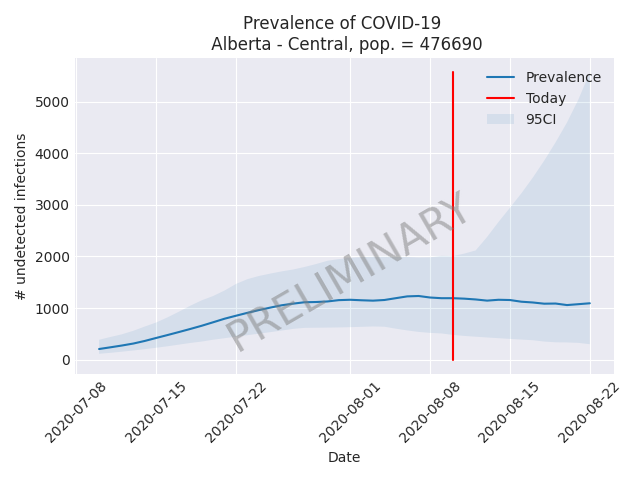 Prevalence of COVID-19
Alberta - Central, pop. = 476690
Prevalence
Today
95CI
5000
4000
3000
2000
1000
0
# undetected infections
PRELIMINARY
2020-07-08
2020-07-15
2020-07-22
2020-08-01
2020-08-08
2020-08-15
2020-08-22
Date